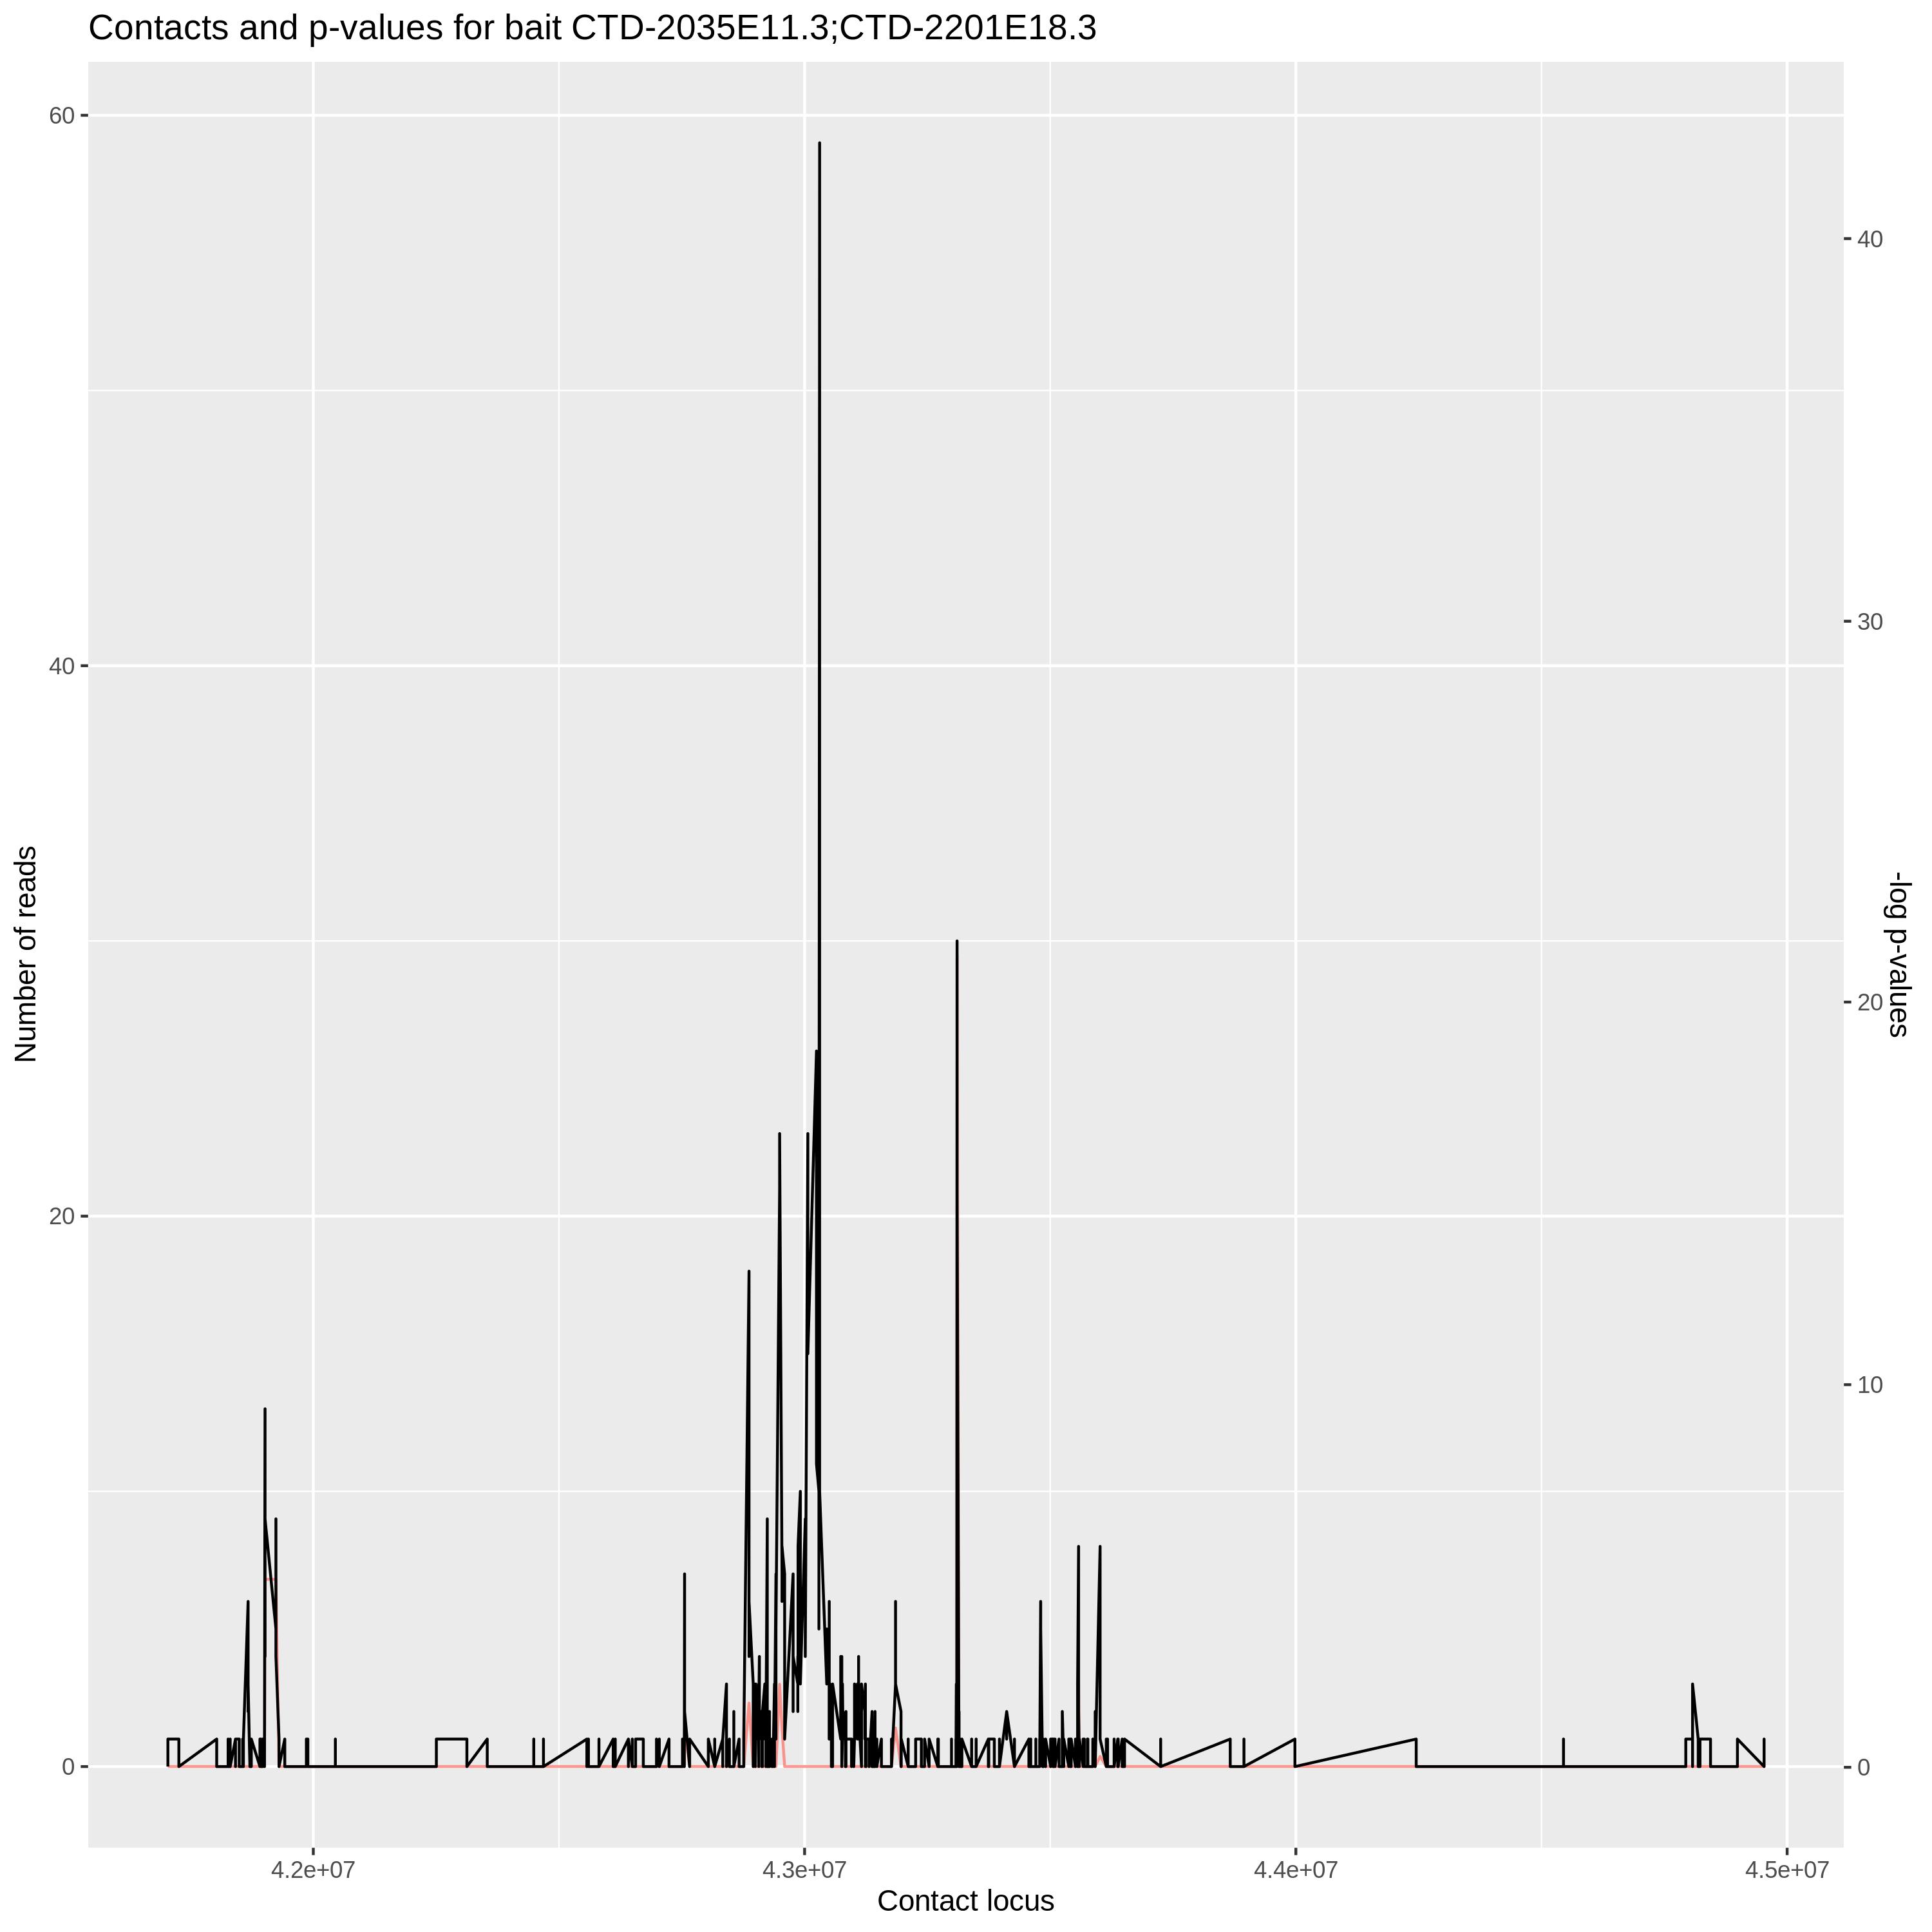 Contacts and p-values for bait CTD-2035E11.3;CTD-2201E18.3
60
40
20
0
Number of reads
40
30
20
10
0
-log p-values
4.2e+07
4.3e+07
4.4e+07
4.5e+07
Contact locus